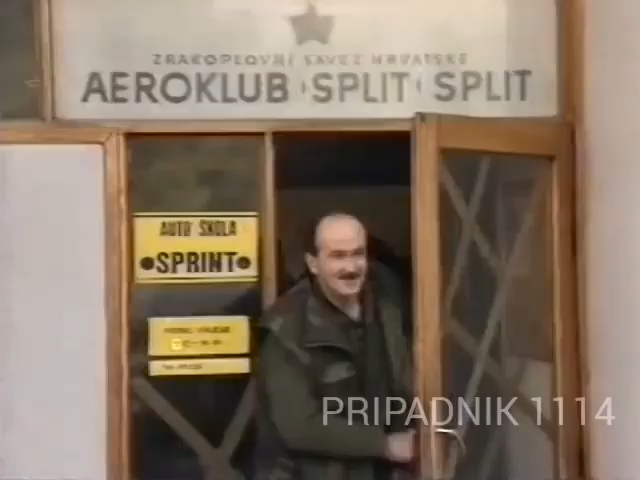 ZRAKOPLOVNI SAVEZ HRVATSKE
AEROKLUB SPLIT SPLIT
AUTO ŠKOLA
•SPRINT•
PRIPADNIK 1114